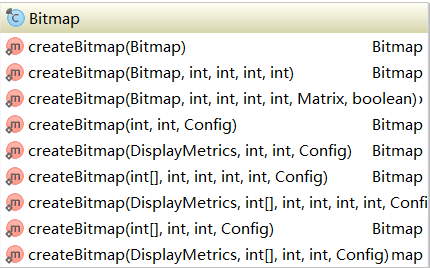 Bitmap
createBitmap(Bitmap) Bitmap
createBitmap(Bitmap, int, int, int, int) Bitmap
createBitmap(Bitmap, int, int, int, int, Matrix, boolean)
createBitmap(int, int, Config) Bitmap
createBitmap(DisplayMetrics, int, int, Config) Bitmap
createBitmap(int[], int, int, int, int, Config) Bitmap
createBitmap(DisplayMetrics, int[], int, int, int, int, Confi
createBitmap(int[], int, int, Config) Bitmap
createBitmap(DisplayMetrics, int[], int, int, Config) map